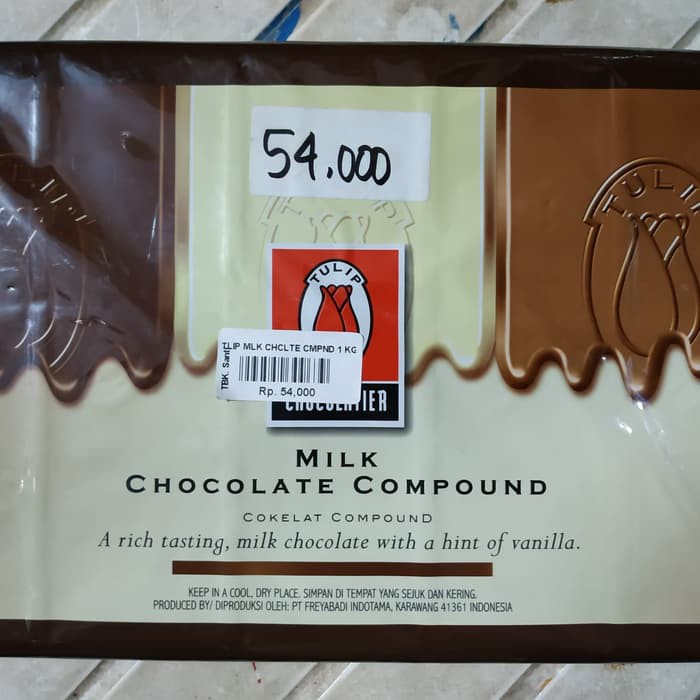 54.000
TULIP
TULIP
LIP MLK CHCLTE CMPND 1 KG
TBK. Sant
Rp. 54,000
CHOCOLATIER
MILK
CHOCOLATE COMPOUND
COKELAT COMPOUND
A rich tasting, milk chocolate with a hint of vanilla.
KEEP IN A COOL, DRY PLACE. SIMPAN DI TEMPAT YANG SEJUK DAN KERING.
PRODUCED BY/ DIPRODUKSI OLEH: PT FREYABADI INDOTAMA, KARAWANG 41361 INDONESIA